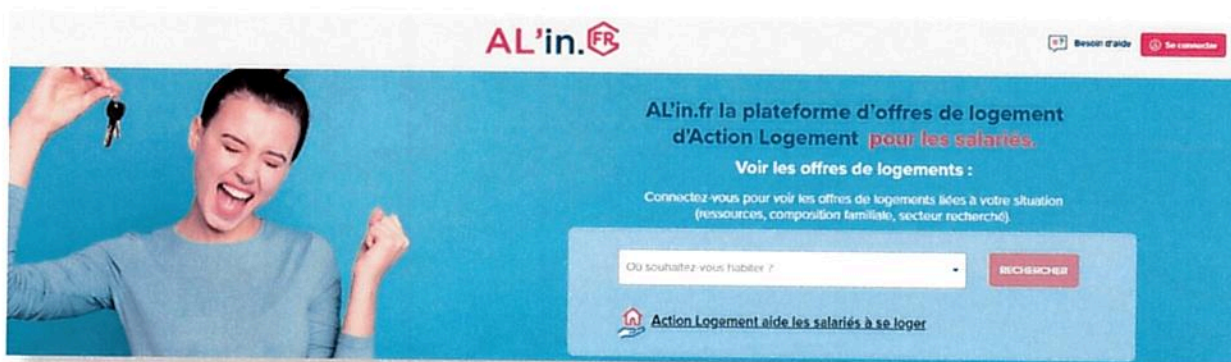 AL'in.FR
Besoin d'aide
Se connecter
AL'in.fr la plateforme d'offres de logement
d'Action Logement pour les salariés.
Voir les offres de logements :
Connectez-vous pour voir les offres de logements liées à votre situation
(ressources, composition familiale, secteur recherché).
Où souhaitez-vous habiter ?
RECHERCHER
Action Logement aide les salariés à se loger